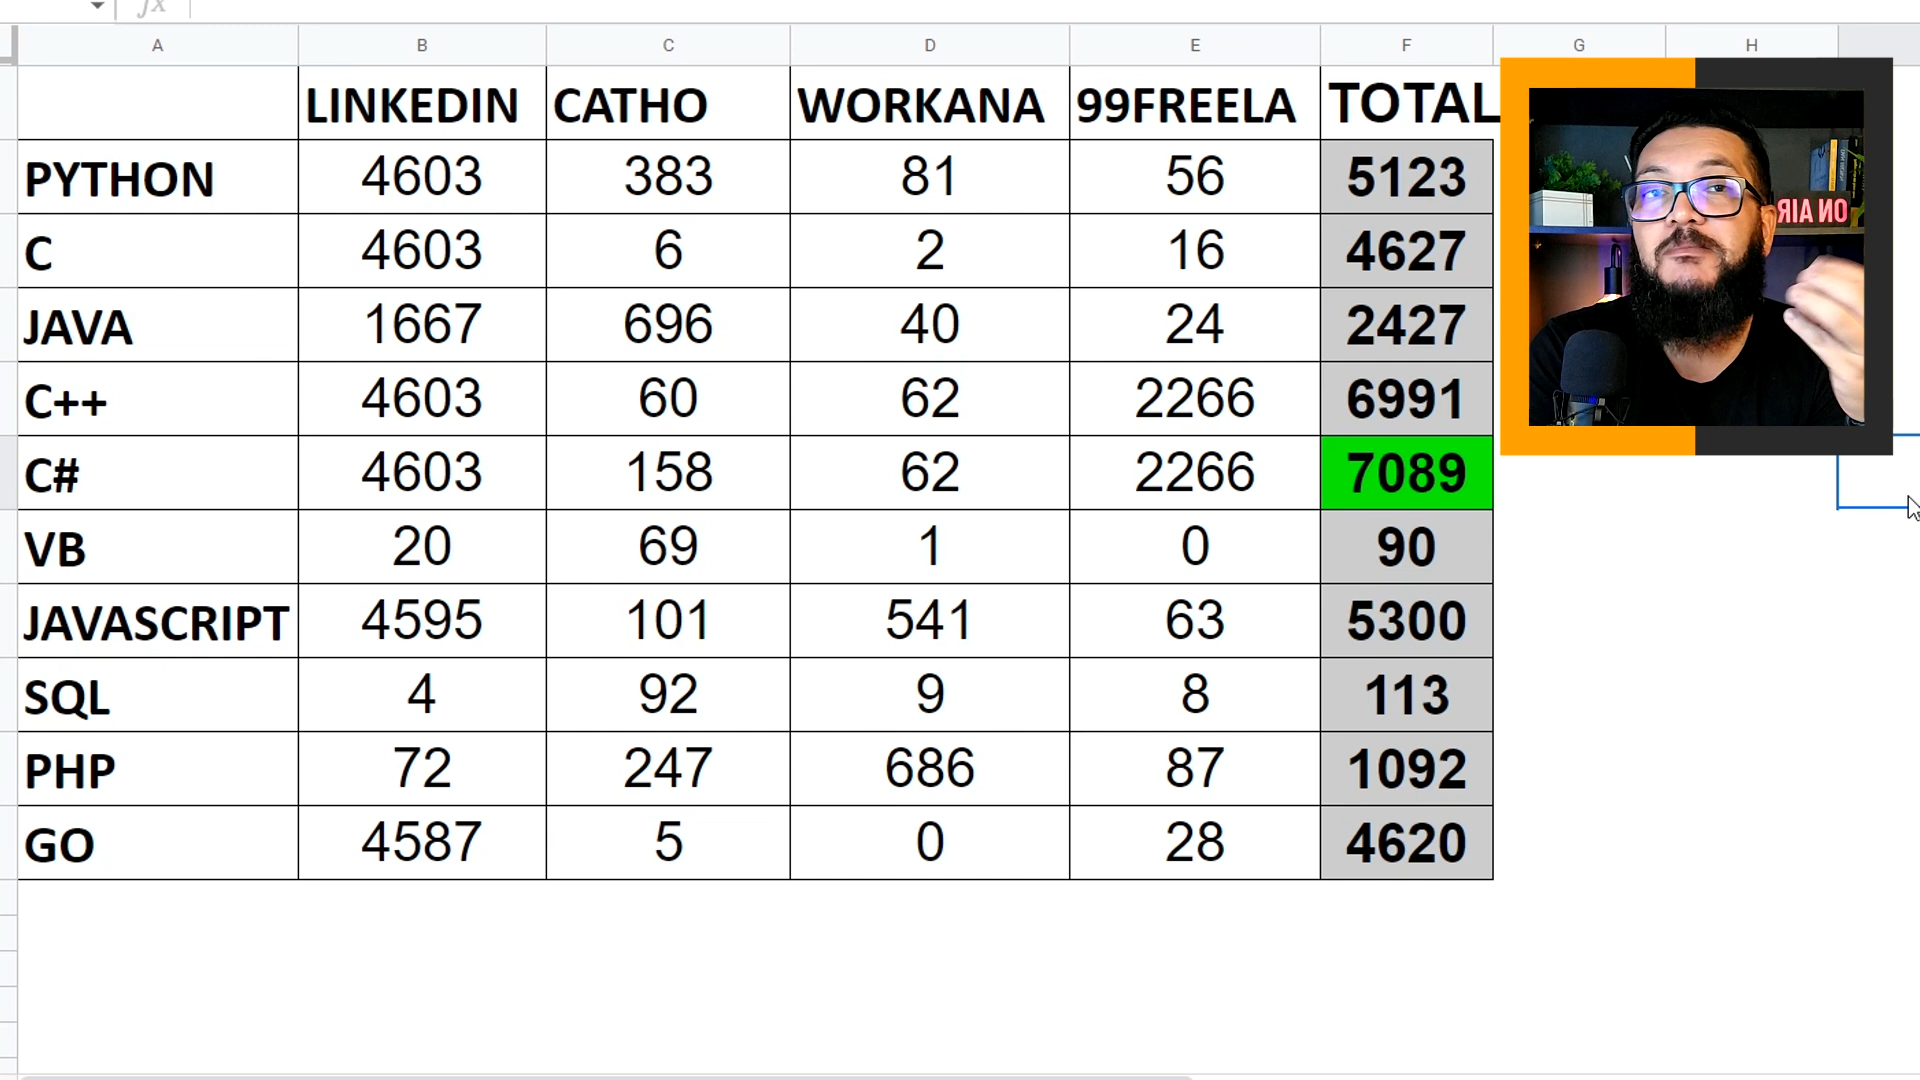 fx
A B C D E F G H
LINKEDIN CATHO WORKANA 99FREELA TOTAL
PYTHON 4603 383 81 56 5123
C 4603 6 2 16 4627
JAVA 1667 696 40 24 2427
C++ 4603 60 62 2266 6991
C# 4603 158 62 2266 7089
VB 20 69 1 0 90
JAVASCRIPT 4595 101 541 63 5300
SQL 4 92 9 8 113
PHP 72 247 686 87 1092
GO 4587 5 0 28 4620
ON AIR